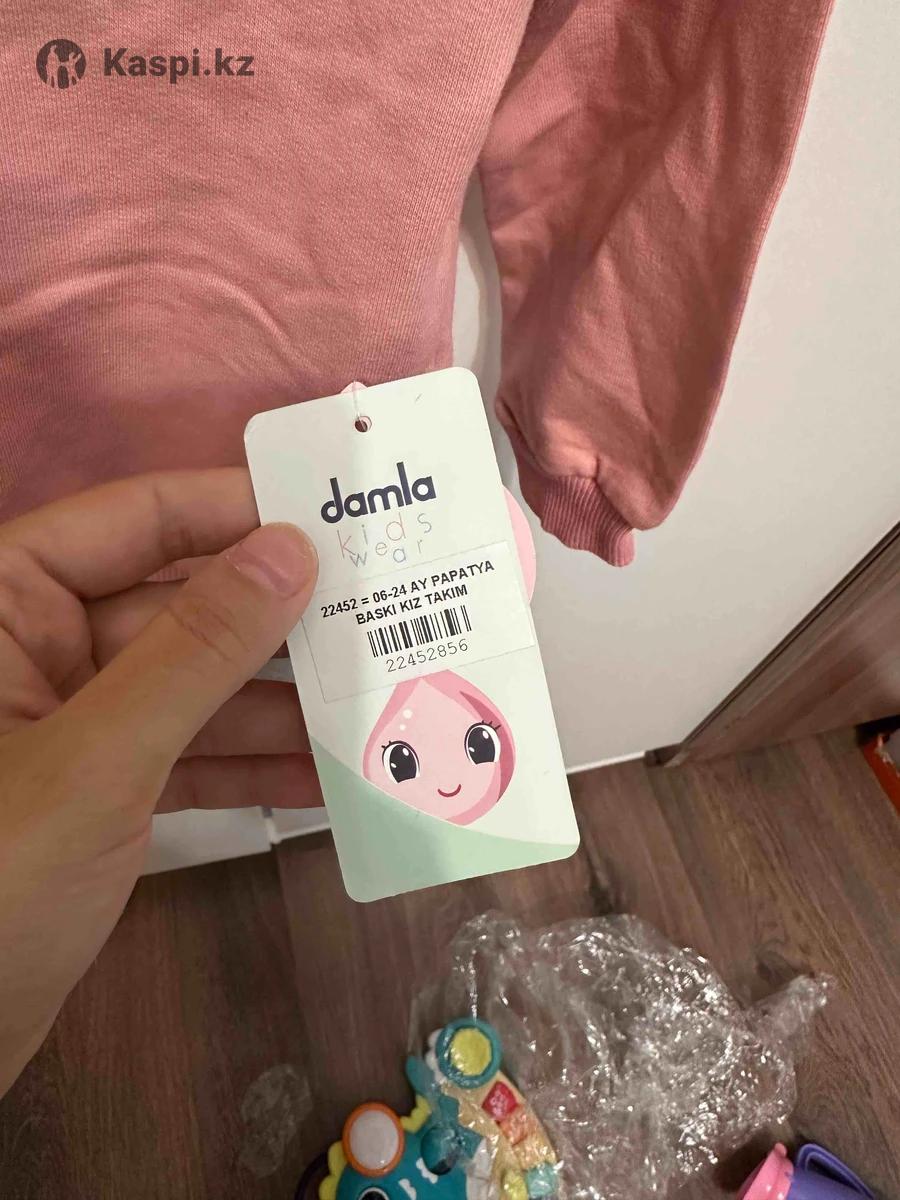 Kaspi.kz
damla
kids
wear
22452 = 06-24 AY PAPATYA
BASKI KIZ TAKIM
22452856